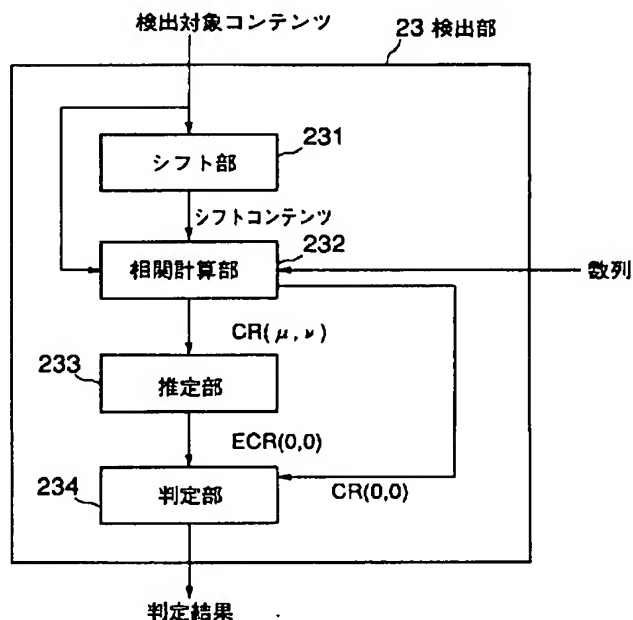 検出対象コンテンツ
23 検出部
231
シフト部
シフトコンテンツ
232
相関計算部
数列
CR(μ,ν)
233
推定部
ECR(0,0)
234
判定部
CR(0,0)
判定結果